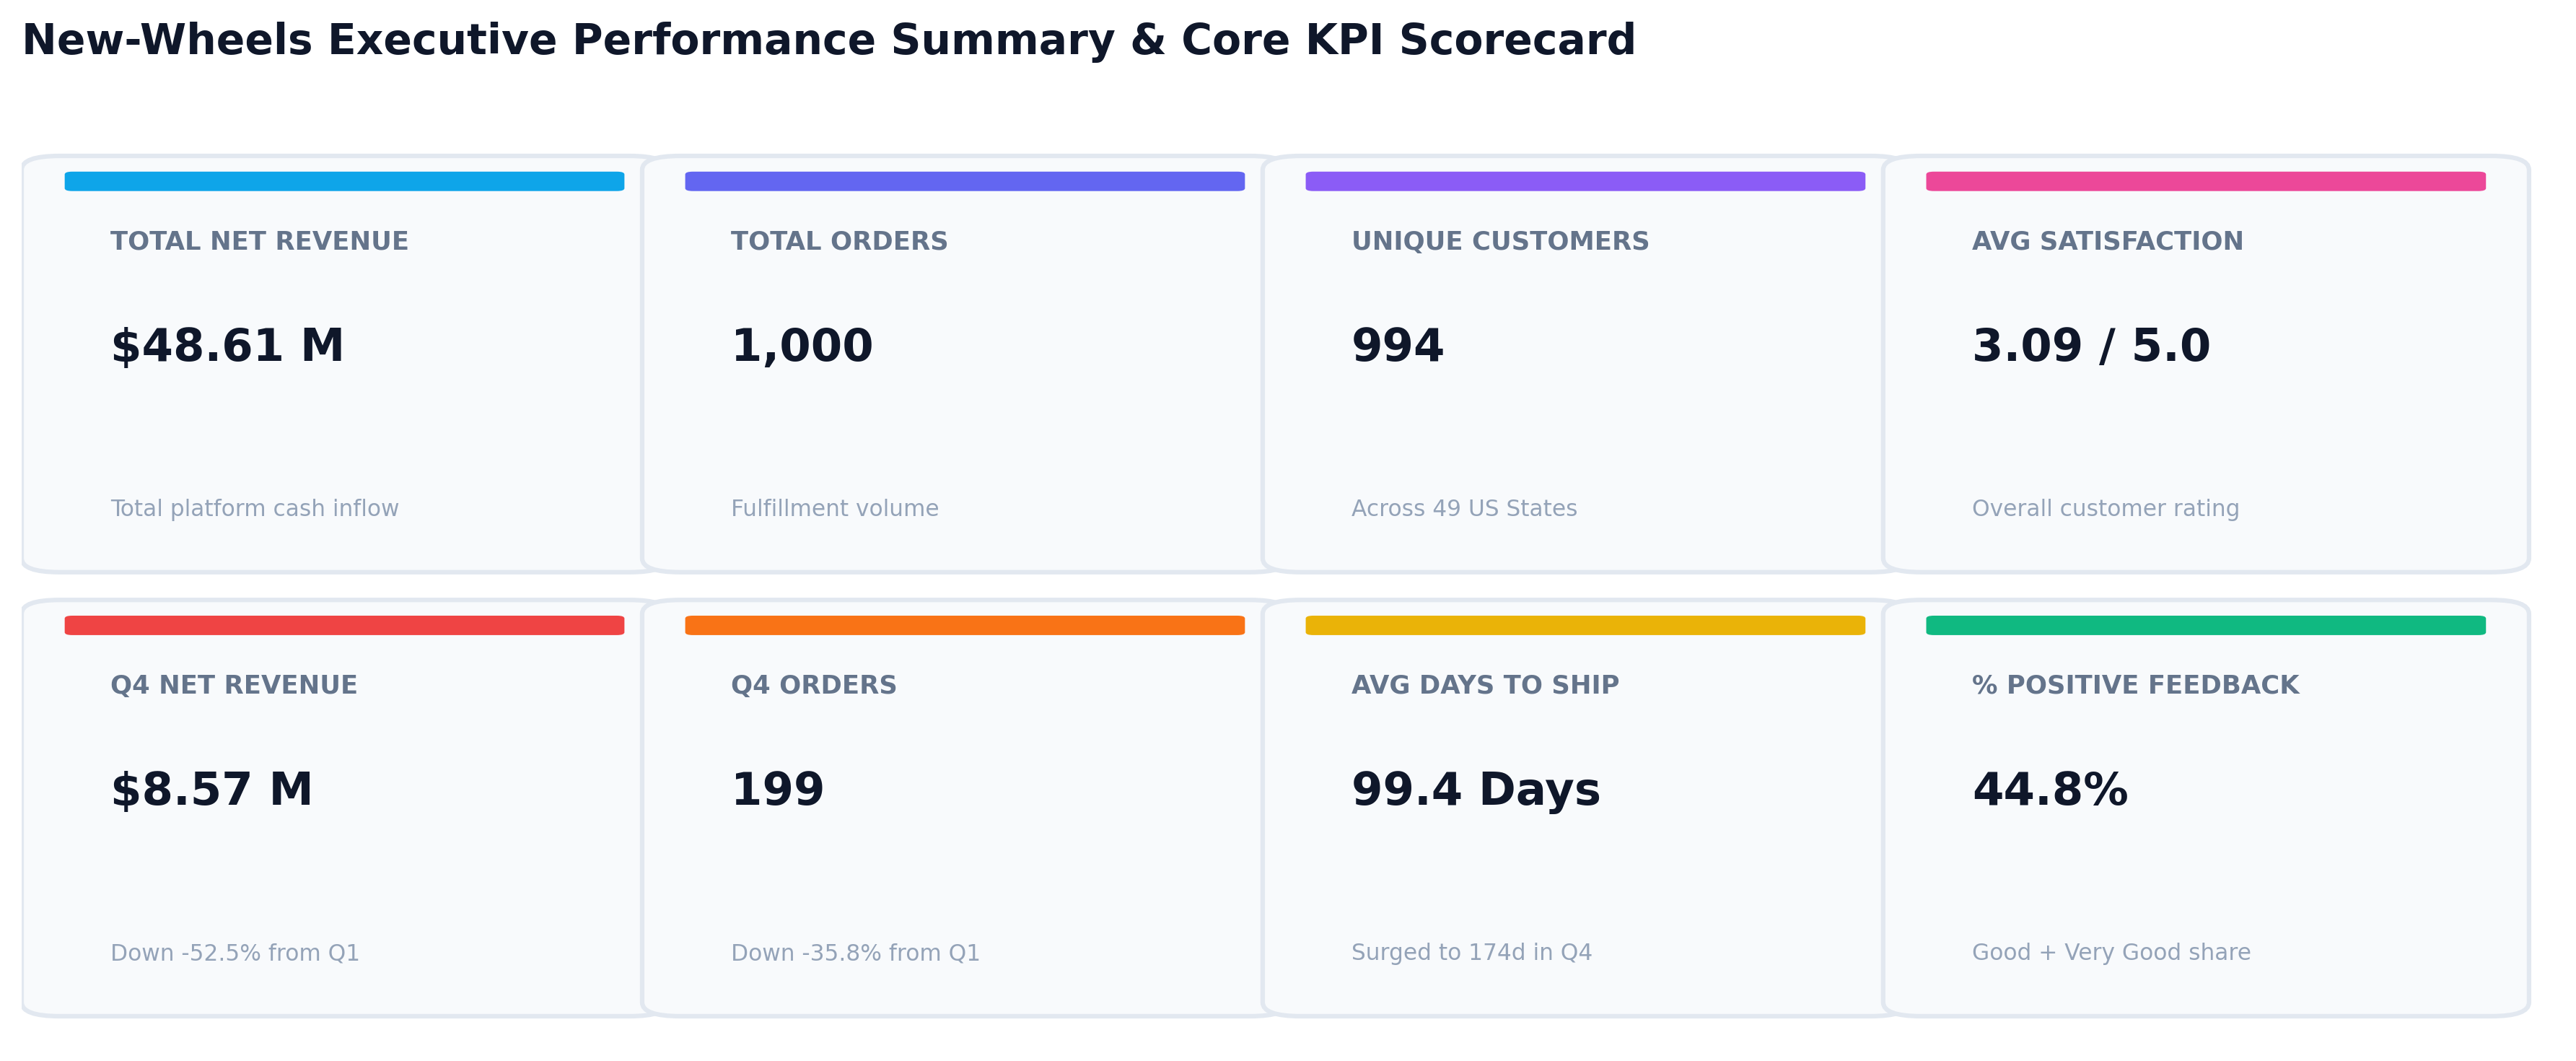 New-Wheels Executive Performance Summary & Core KPI Scorecard
TOTAL NET REVENUE
$48.61 M
Total platform cash inflow
TOTAL ORDERS
1,000
Fulfillment volume
UNIQUE CUSTOMERS
994
Across 49 US States
AVG SATISFACTION
3.09 / 5.0
Overall customer rating
Q4 NET REVENUE
$8.57 M
Down -52.5% from Q1
Q4 ORDERS
199
Down -35.8% from Q1
AVG DAYS TO SHIP
99.4 Days
Surged to 174d in Q4
% POSITIVE FEEDBACK
44.8%
Good + Very Good share